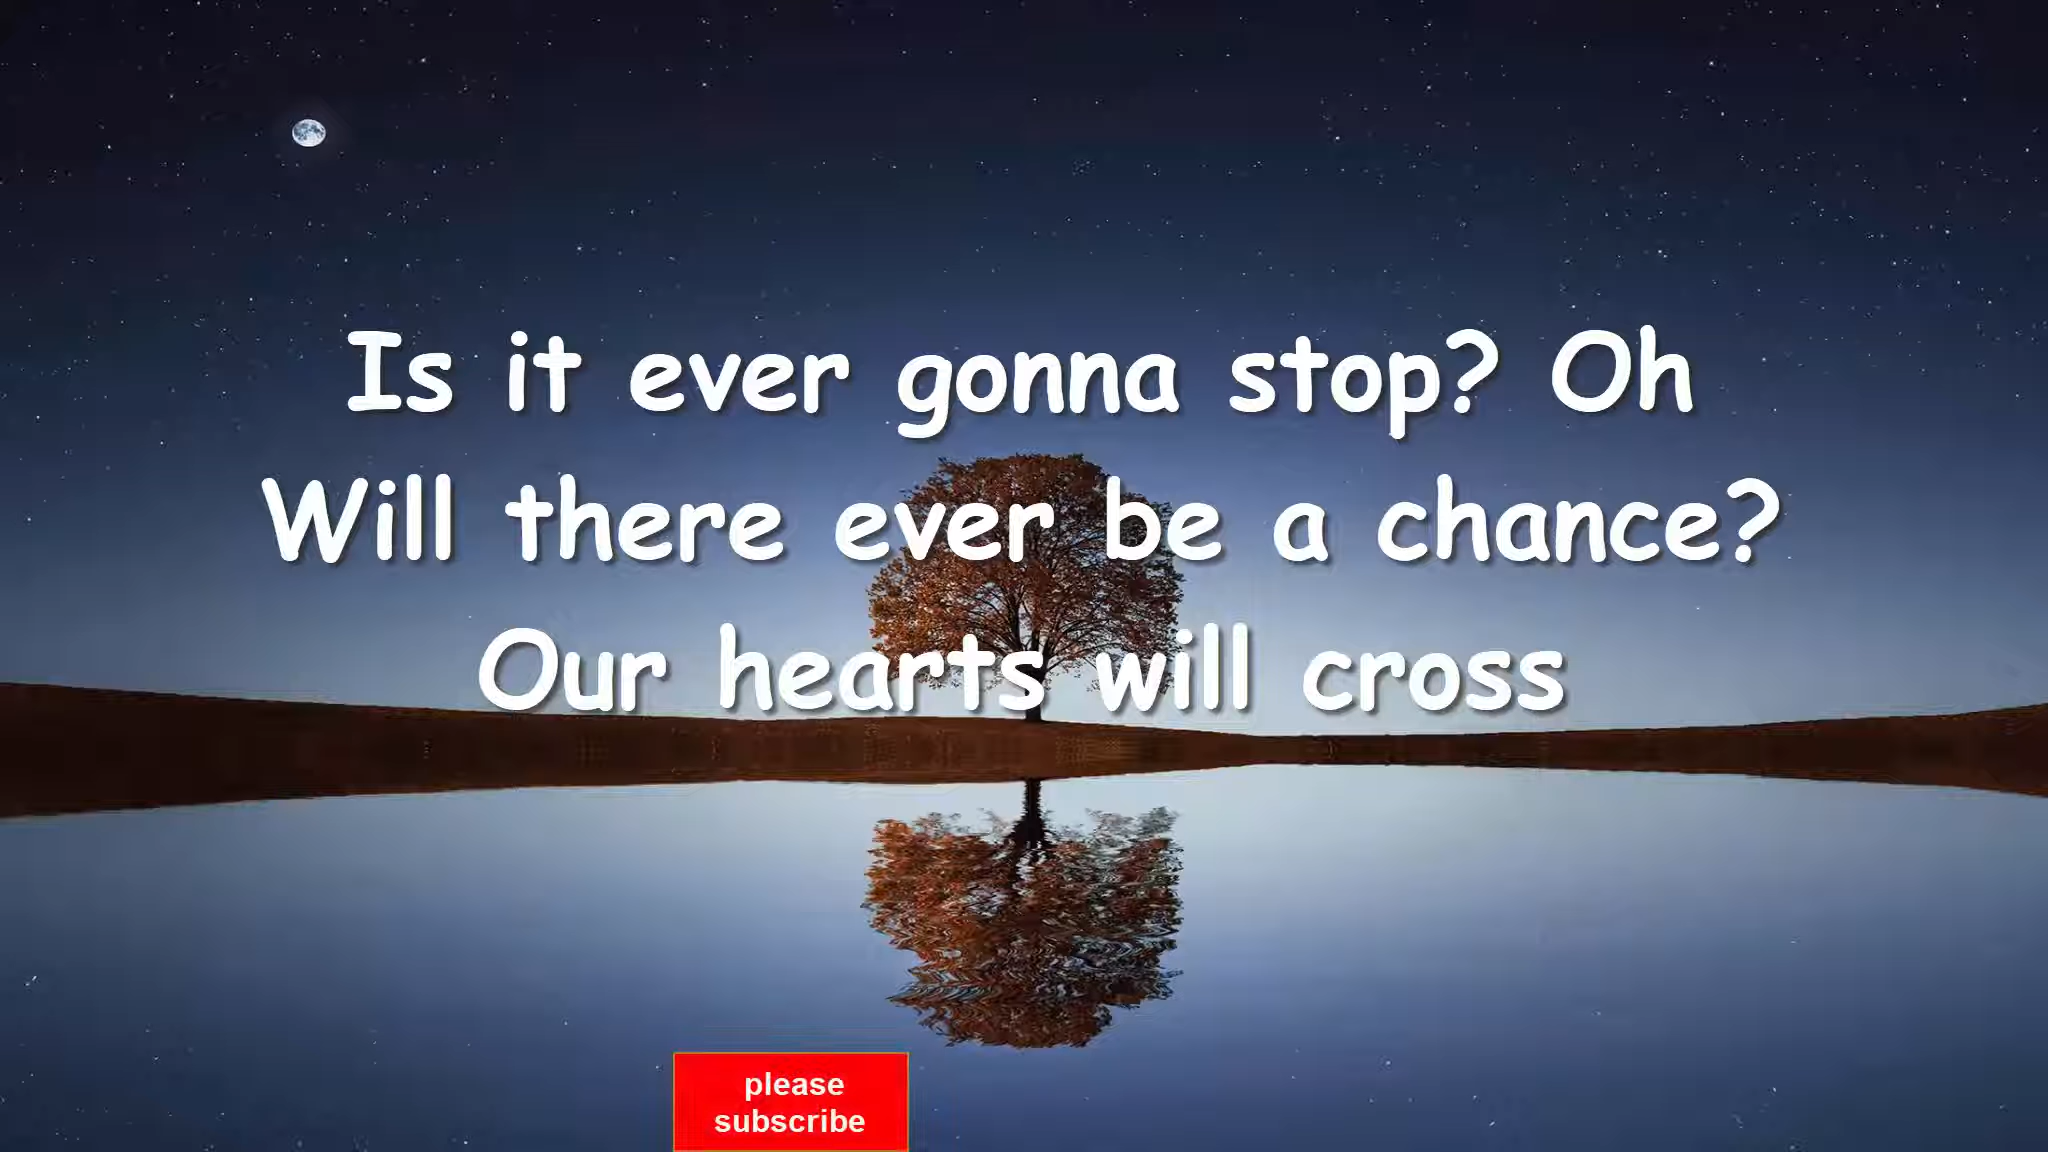 Is it ever gonna stop? Oh
Will there ever be a chance?
Our hearts will cross
please
subscribe